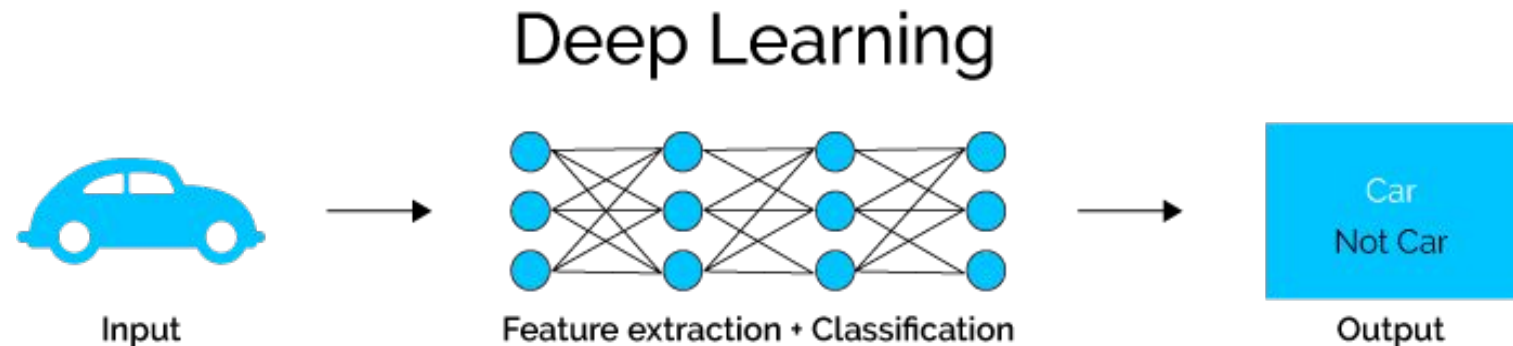 Deep Learning
Car
Not Car
Input
Feature extraction + Classification
Output